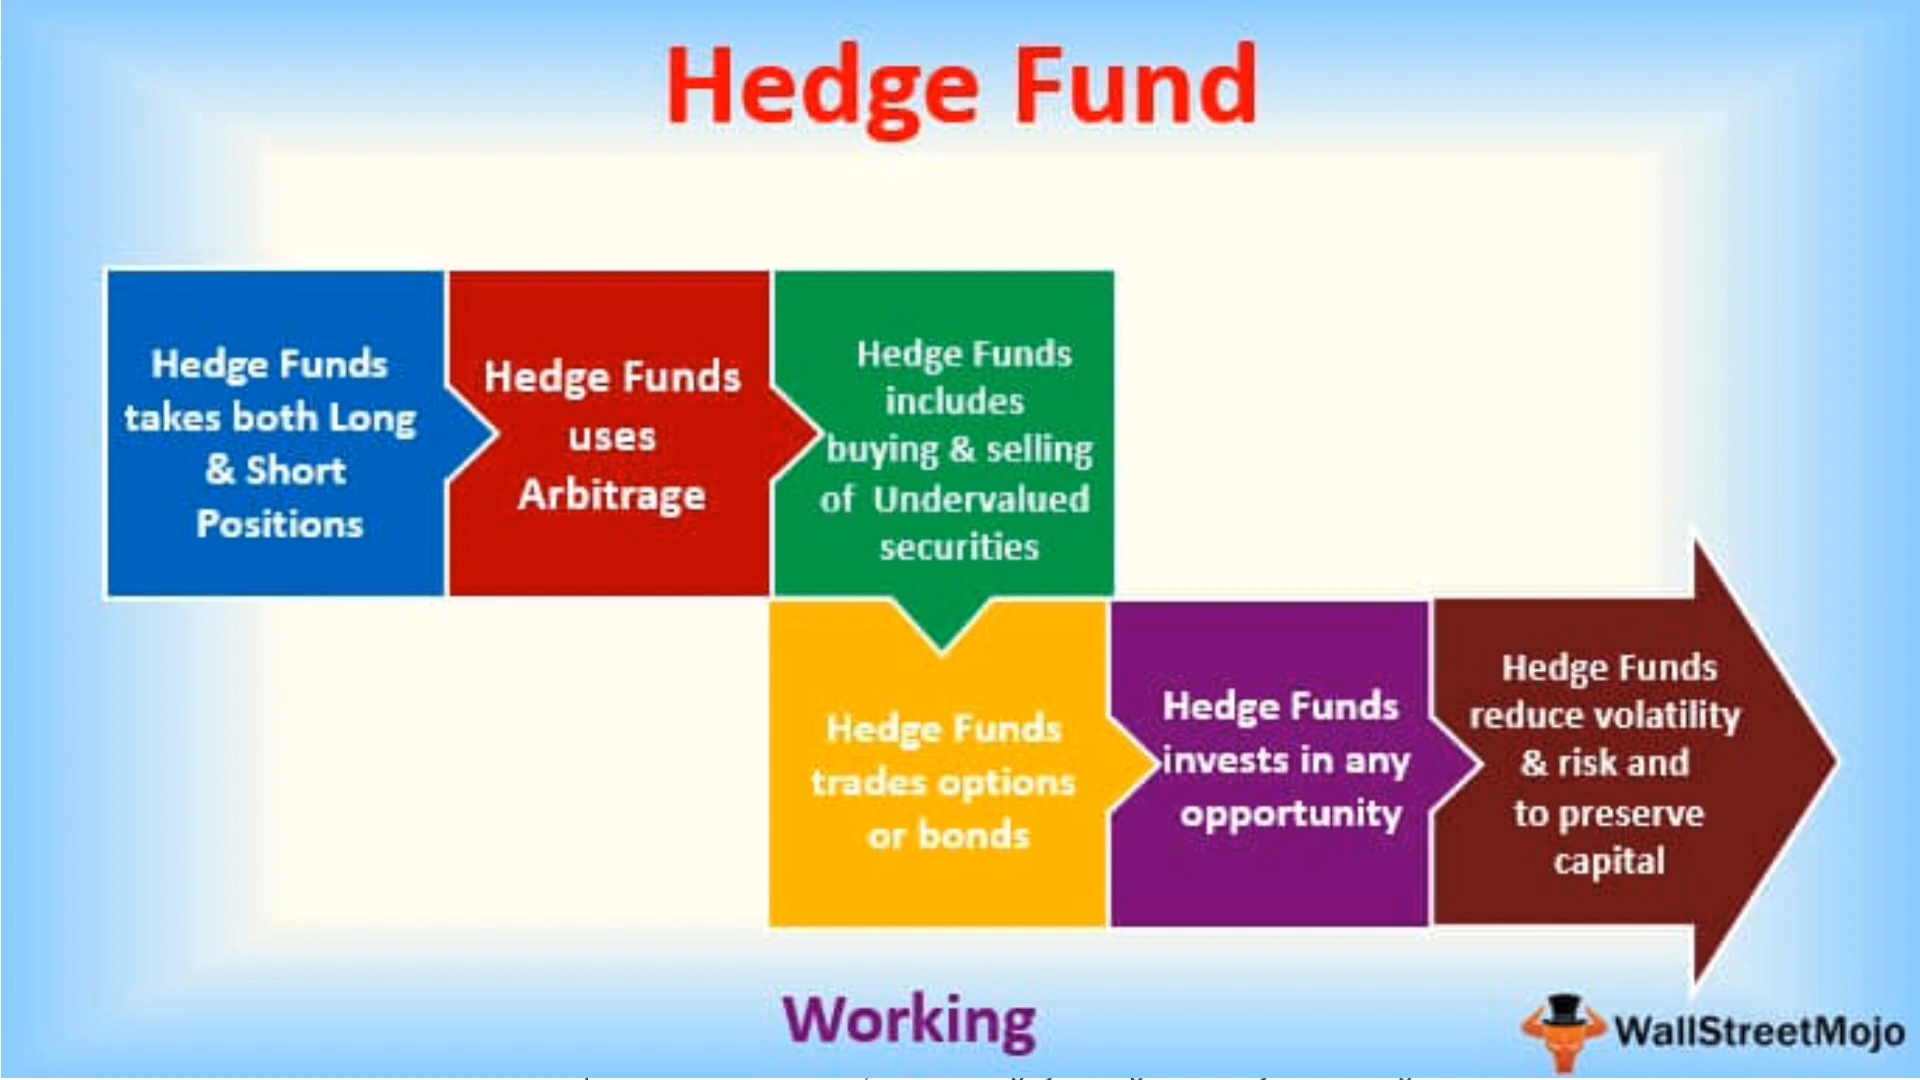 Hedge Fund
Hedge Funds
takes both Long
& Short
Positions
Hedge Funds
uses
Arbitrage
Hedge Funds
includes
buying & selling
of Undervalued
securities
Hedge Funds
trades options
or bonds
Hedge Funds
invests in any
opportunity
Hedge Funds
reduce volatility
& risk and
to preserve
capital
Working
WallStreetMojo